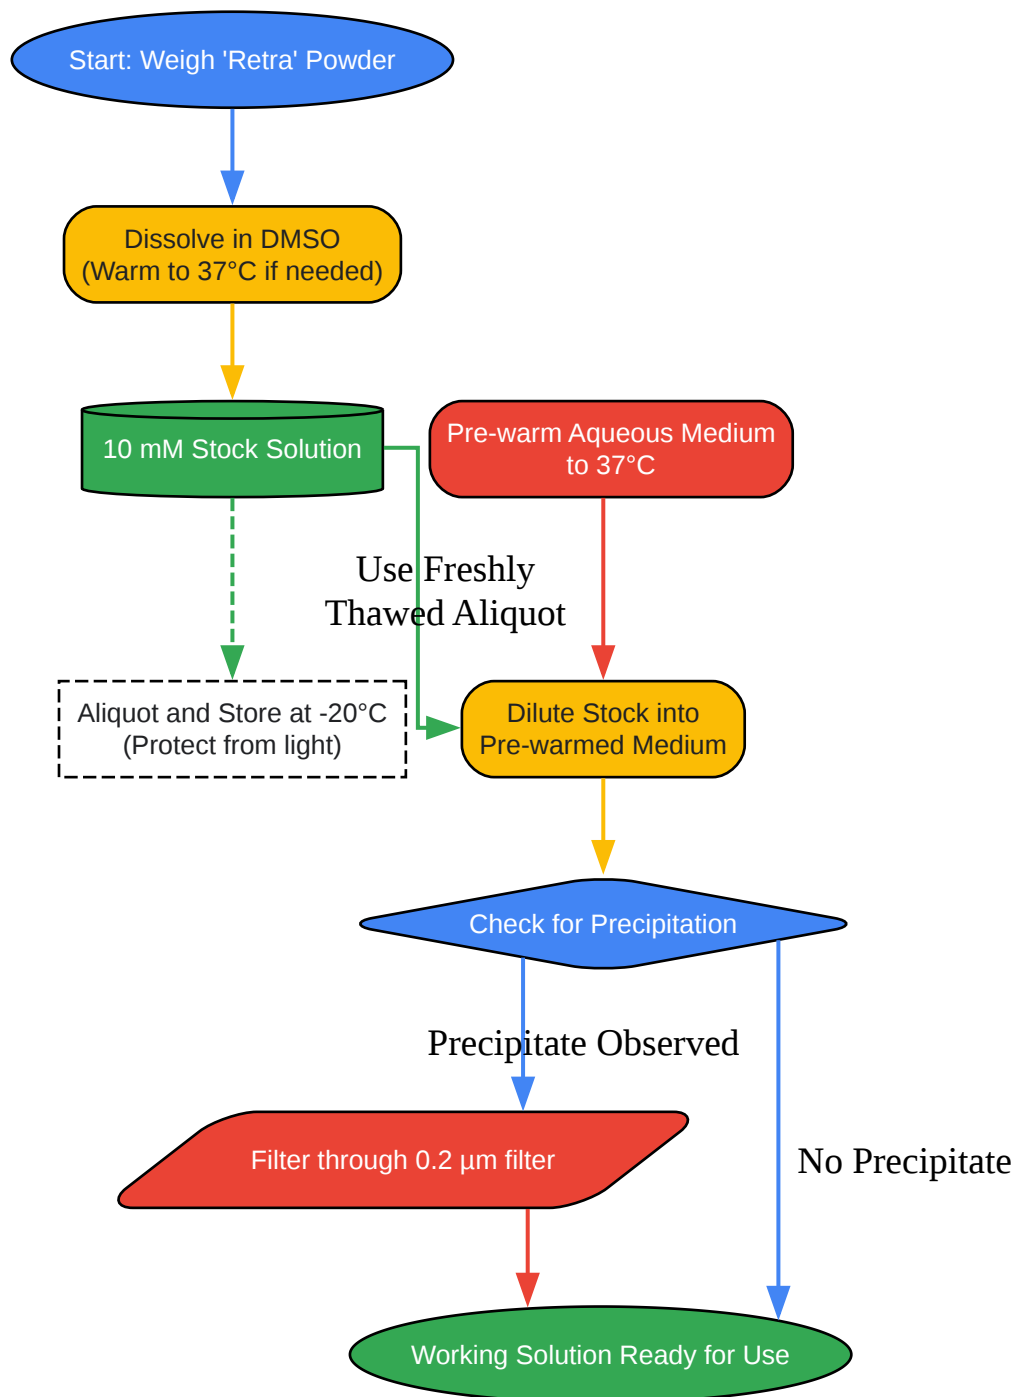 Start: Weigh 'Retra' Powder
Dissolve in DMSO
(Warm to 37°C if needed)
10 mM Stock Solution
Pre-warm Aqueous Medium
to 37°C
Use Freshly
Thawed Aliquot
Aliquot and Store at -20°C
(Protect from light)
Dilute Stock into
Pre-warmed Medium
Check for Precipitation
Precipitate Observed
Filter through 0.2 µm filter
No Precipitate
Working Solution Ready for Use